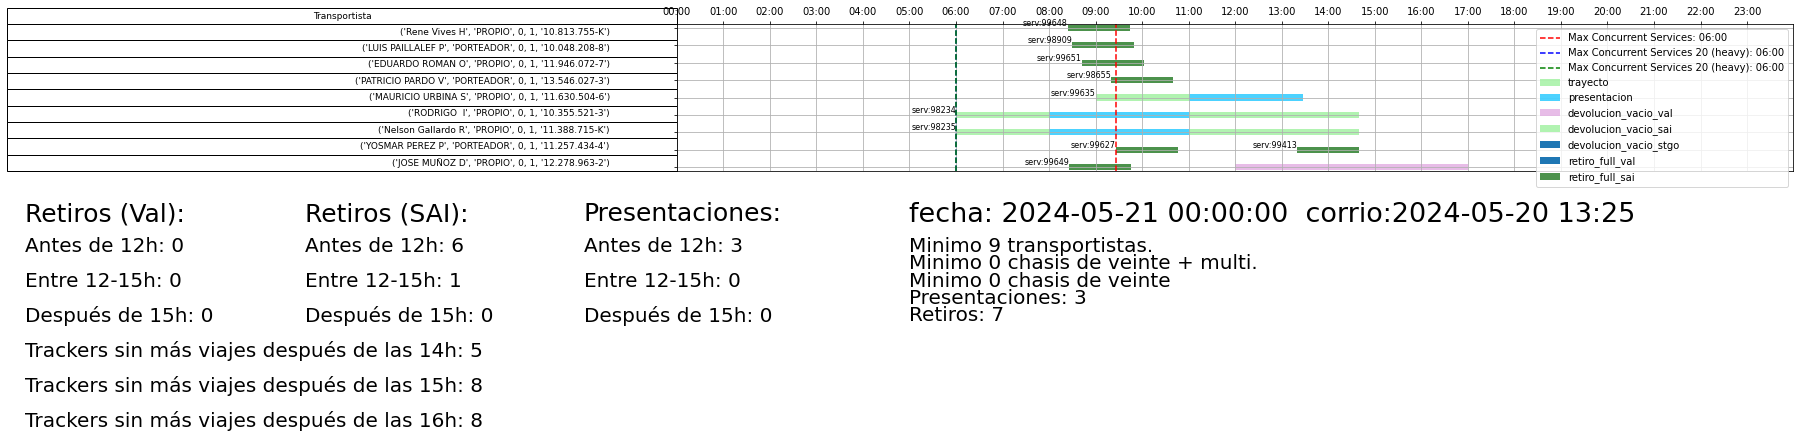 Transportista
00:00 01:00 02:00 03:00 04:00 05:00 06:00 07:00 08:00 09:00 10:00 11:00 12:00 13:00 14:00 15:00 16:00 17:00 18:00 19:00 20:00 21:00 22:00 23:00
('Rene Vives H', 'PROPIO', 0, 1, '10.813.755-K') serv:99648
('LUIS PAILLALEF P', 'PORTEADOR', 0, 1, '10.048.208-8') serv:98909
('EDUARDO ROMAN O', 'PROPIO', 0, 1, '11.946.072-7') serv:99651
('PATRICIO PARDO V', 'PORTEADOR', 0, 1, '13.546.027-3') serv:98655
('MAURICIO URBINA S', 'PROPIO', 0, 1, '11.630.504-6') serv:99635
('RODRIGO  I', 'PROPIO', 0, 1, '10.355.521-3') serv:98234
('Nelson Gallardo R', 'PROPIO', 0, 1, '11.388.715-K') serv:98235
('YOSMAR PEREZ P', 'PORTEADOR', 0, 1, '11.257.434-4') serv:99627 serv:99413
('JOSE MUÑOZ D', 'PROPIO', 0, 1, '12.278.963-2') serv:99649
Max Concurrent Services: 06:00
Max Concurrent Services 20 (heavy): 06:00
Max Concurrent Services 20 (heavy): 06:00
trayecto
presentacion
devolucion_vacio_val
devolucion_vacio_sai
devolucion_vacio_stgo
retiro_full_val
retiro_full_sai
Retiros (Val):
Antes de 12h: 0
Entre 12-15h: 0
Después de 15h: 0
Trackers sin más viajes después de las 14h: 5
Trackers sin más viajes después de las 15h: 8
Trackers sin más viajes después de las 16h: 8
Retiros (SAI):
Antes de 12h: 6
Entre 12-15h: 1
Después de 15h: 0
Presentaciones:
Antes de 12h: 3
Entre 12-15h: 0
Después de 15h: 0
fecha: 2024-05-21 00:00:00  corrio:2024-05-20 13:25
Minimo 9 transportistas.
Minimo 0 chasis de veinte + multi.
Minimo 0 chasis de veinte
Presentaciones: 3
Retiros: 7